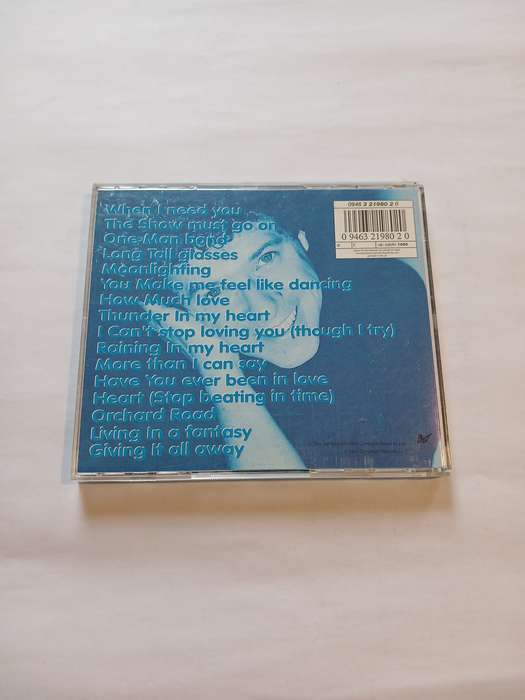 0946 3 21980 2 0
0 09463 21980 2 0
When I need you
The Show must go on
One Man band
Long Tall glasses
Moonlighting
You Make me feel like dancing
How Much love
Thunder In my heart
I Can't stop loving you (though I try)
Raining In my heart
More than I can say
Have You ever been in love
Heart (Stop beating in time)
Orchard Road
Living In a fantasy
Giving It all away